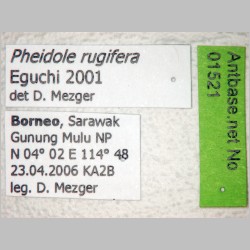 Pheidole rugifera
Eguchi 2001
det D. Mezger
Borneo, Sarawak
Gunung Mulu NP
N 04° 02 E 114° 48
23.04.2006 KA2B
leg. D. Mezger
Antbase.net No
01521